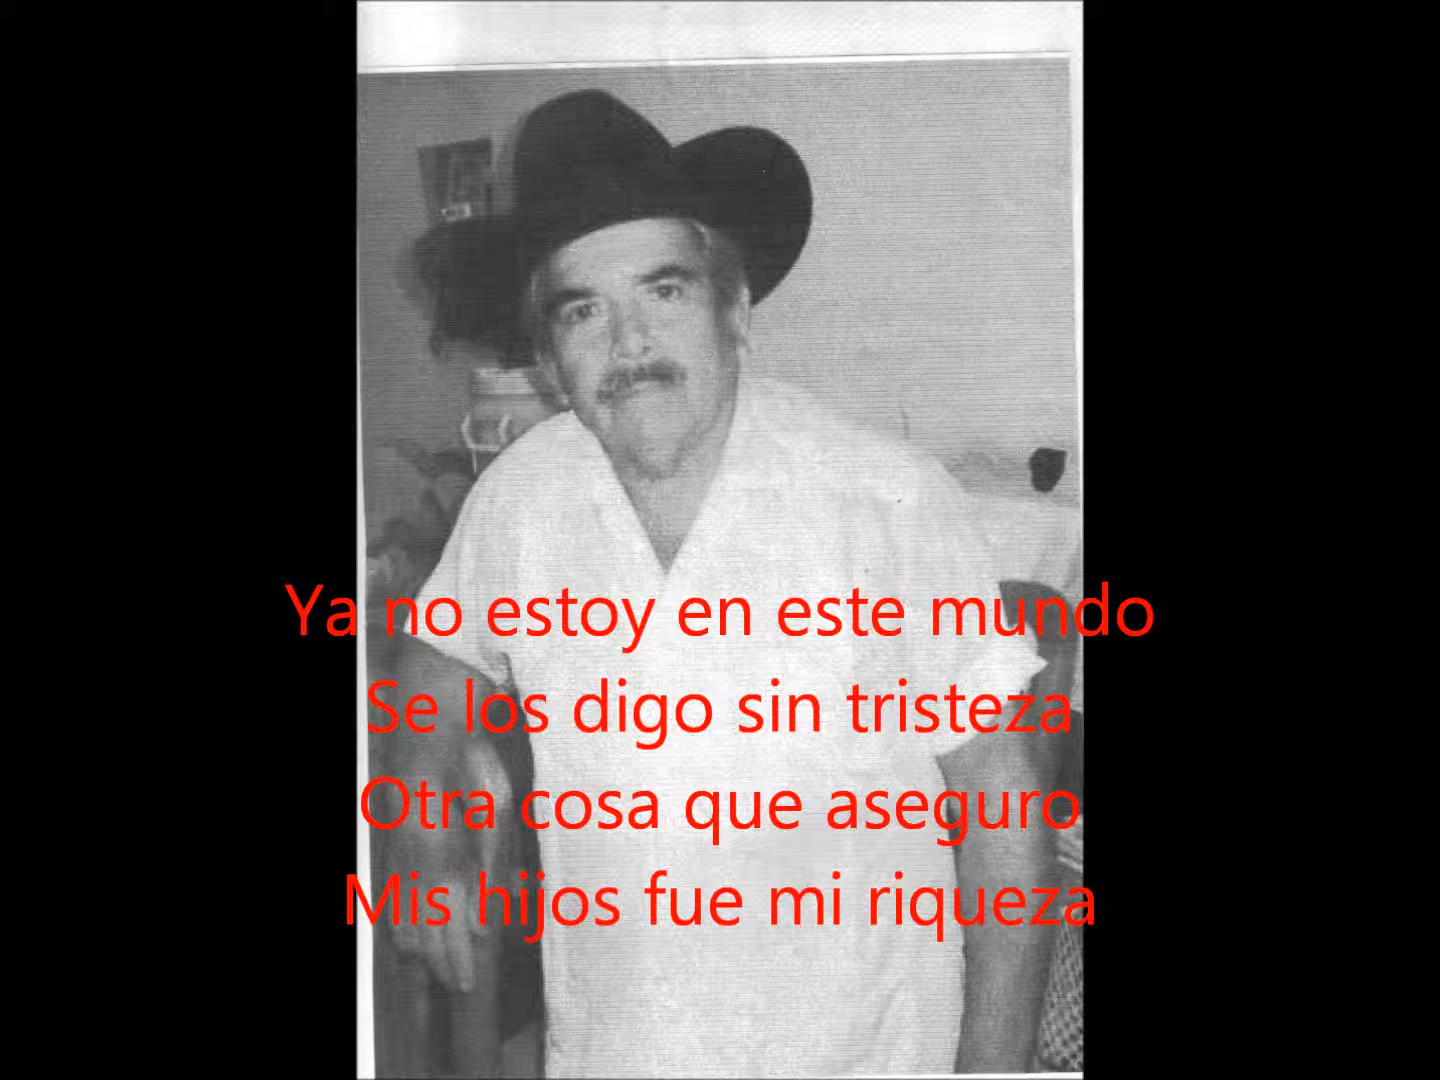 Ya no estoy en este mundo
Se los digo sin tristeza
Otra cosa que aseguro
Mis hijos fue mi riqueza